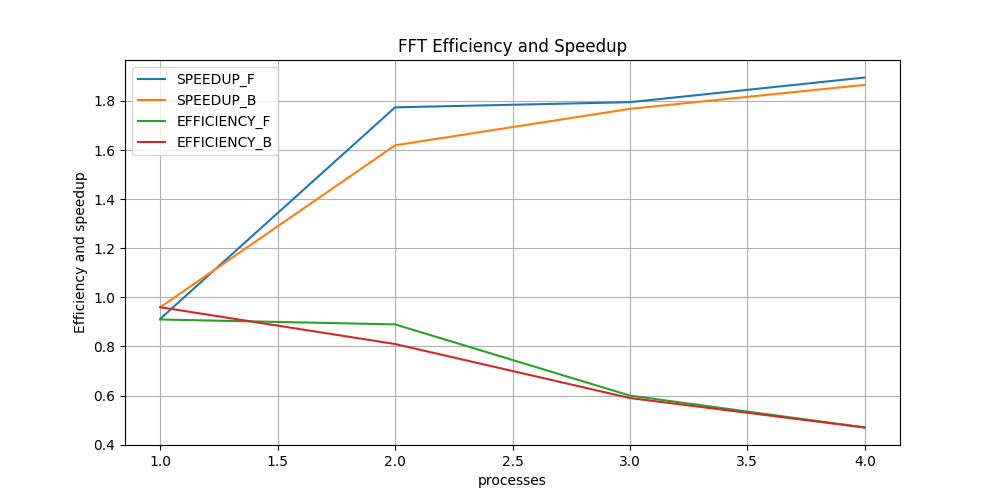 FFT Efficiency and Speedup
SPEEDUP_F
SPEEDUP_B
EFFICIENCY_F
EFFICIENCY_B
Efficiency and speedup
1.8
1.6
1.4
1.2
1.0
0.8
0.6
0.4
1.0 1.5 2.0 2.5 3.0 3.5 4.0
processes